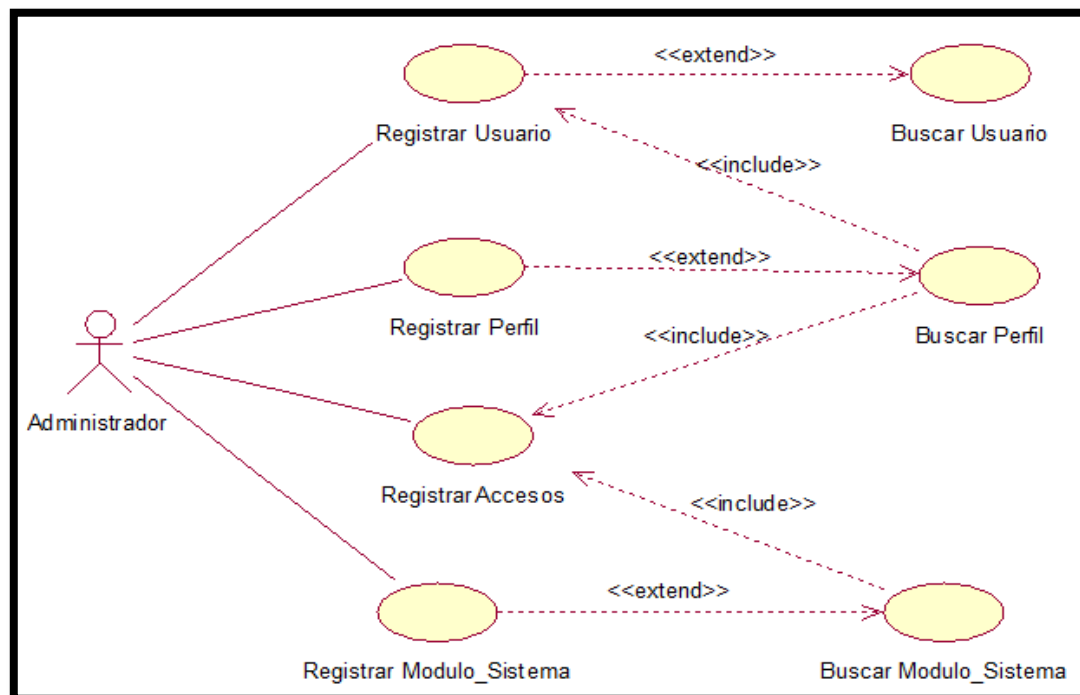 <<extend>>
Registrar Usuario
Buscar Usuario
<<include>>
<<extend>>
Registrar Perfil
Buscar Perfil
<<include>>
Administrador
Registrar Accesos
<<include>>
<<extend>>
Registrar Modulo_Sistema
Buscar Modulo_Sistema